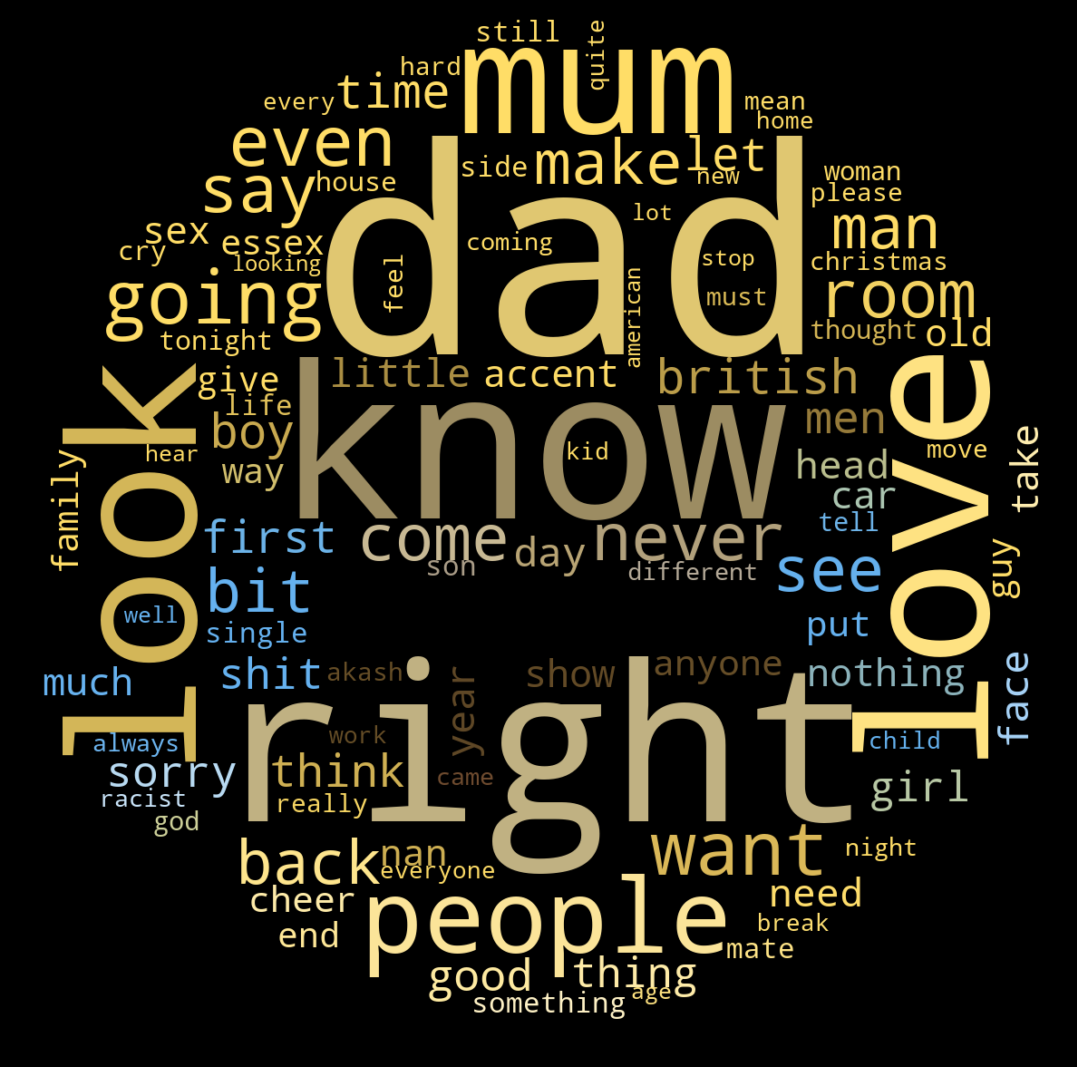 still
quite
mum
hard
time
every
mean
home
even
side
make
let
new
say
house
woman
please
lot
man
sex
essex
cry
looking
coming
dad
stop
christmas
going
feel
american
must
room
tonight
thought
old
give
little
accent
british
life
boy
look
know
men
love
hear
way
kid
head
move
take
family
car
first
come
day
never
tell
son
different
see
guy
bit
well
single
put
much
shit
akash
year
show
anyone
nothing
face
right
always
work
child
sorry
think
came
girl
racist
really
god
back
nan
want
night
everyone
cheer
people
need
end
break
mate
good
thing
something
age